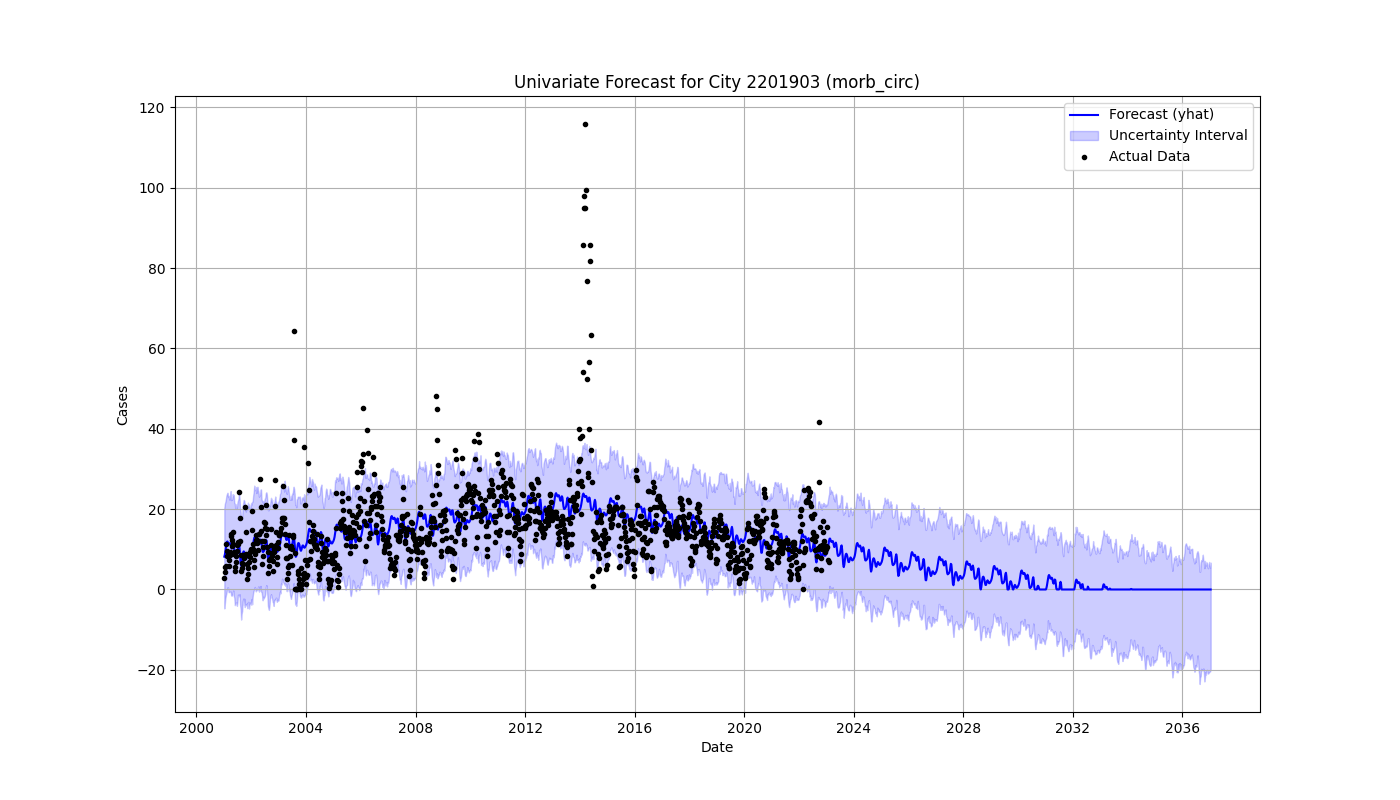 Univariate Forecast for City 2201903 (morb_circ)
Forecast (yhat)
Uncertainty Interval
Actual Data
Cases
120
100
80
60
40
20
0
−20
2000 2004 2008 2012 2016 2020 2024 2028 2032 2036
Date